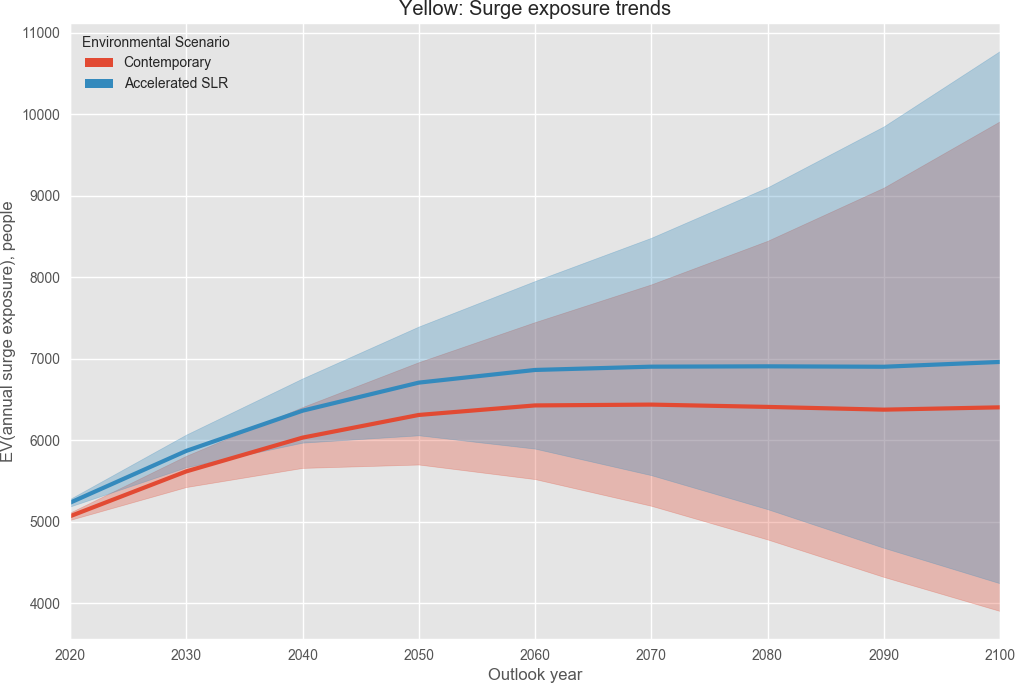 Yellow: Surge exposure trends
Environmental Scenario
Contemporary
Accelerated SLR
11000
10000
9000
8000
7000
6000
5000
4000
EV(annual surge exposure), people
2020 2030 2040 2050 2060 2070 2080 2090 2100
Outlook year